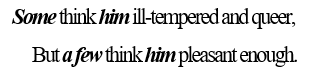 Some think him ill-tempered and queer,
But a few think him pleasant enough.